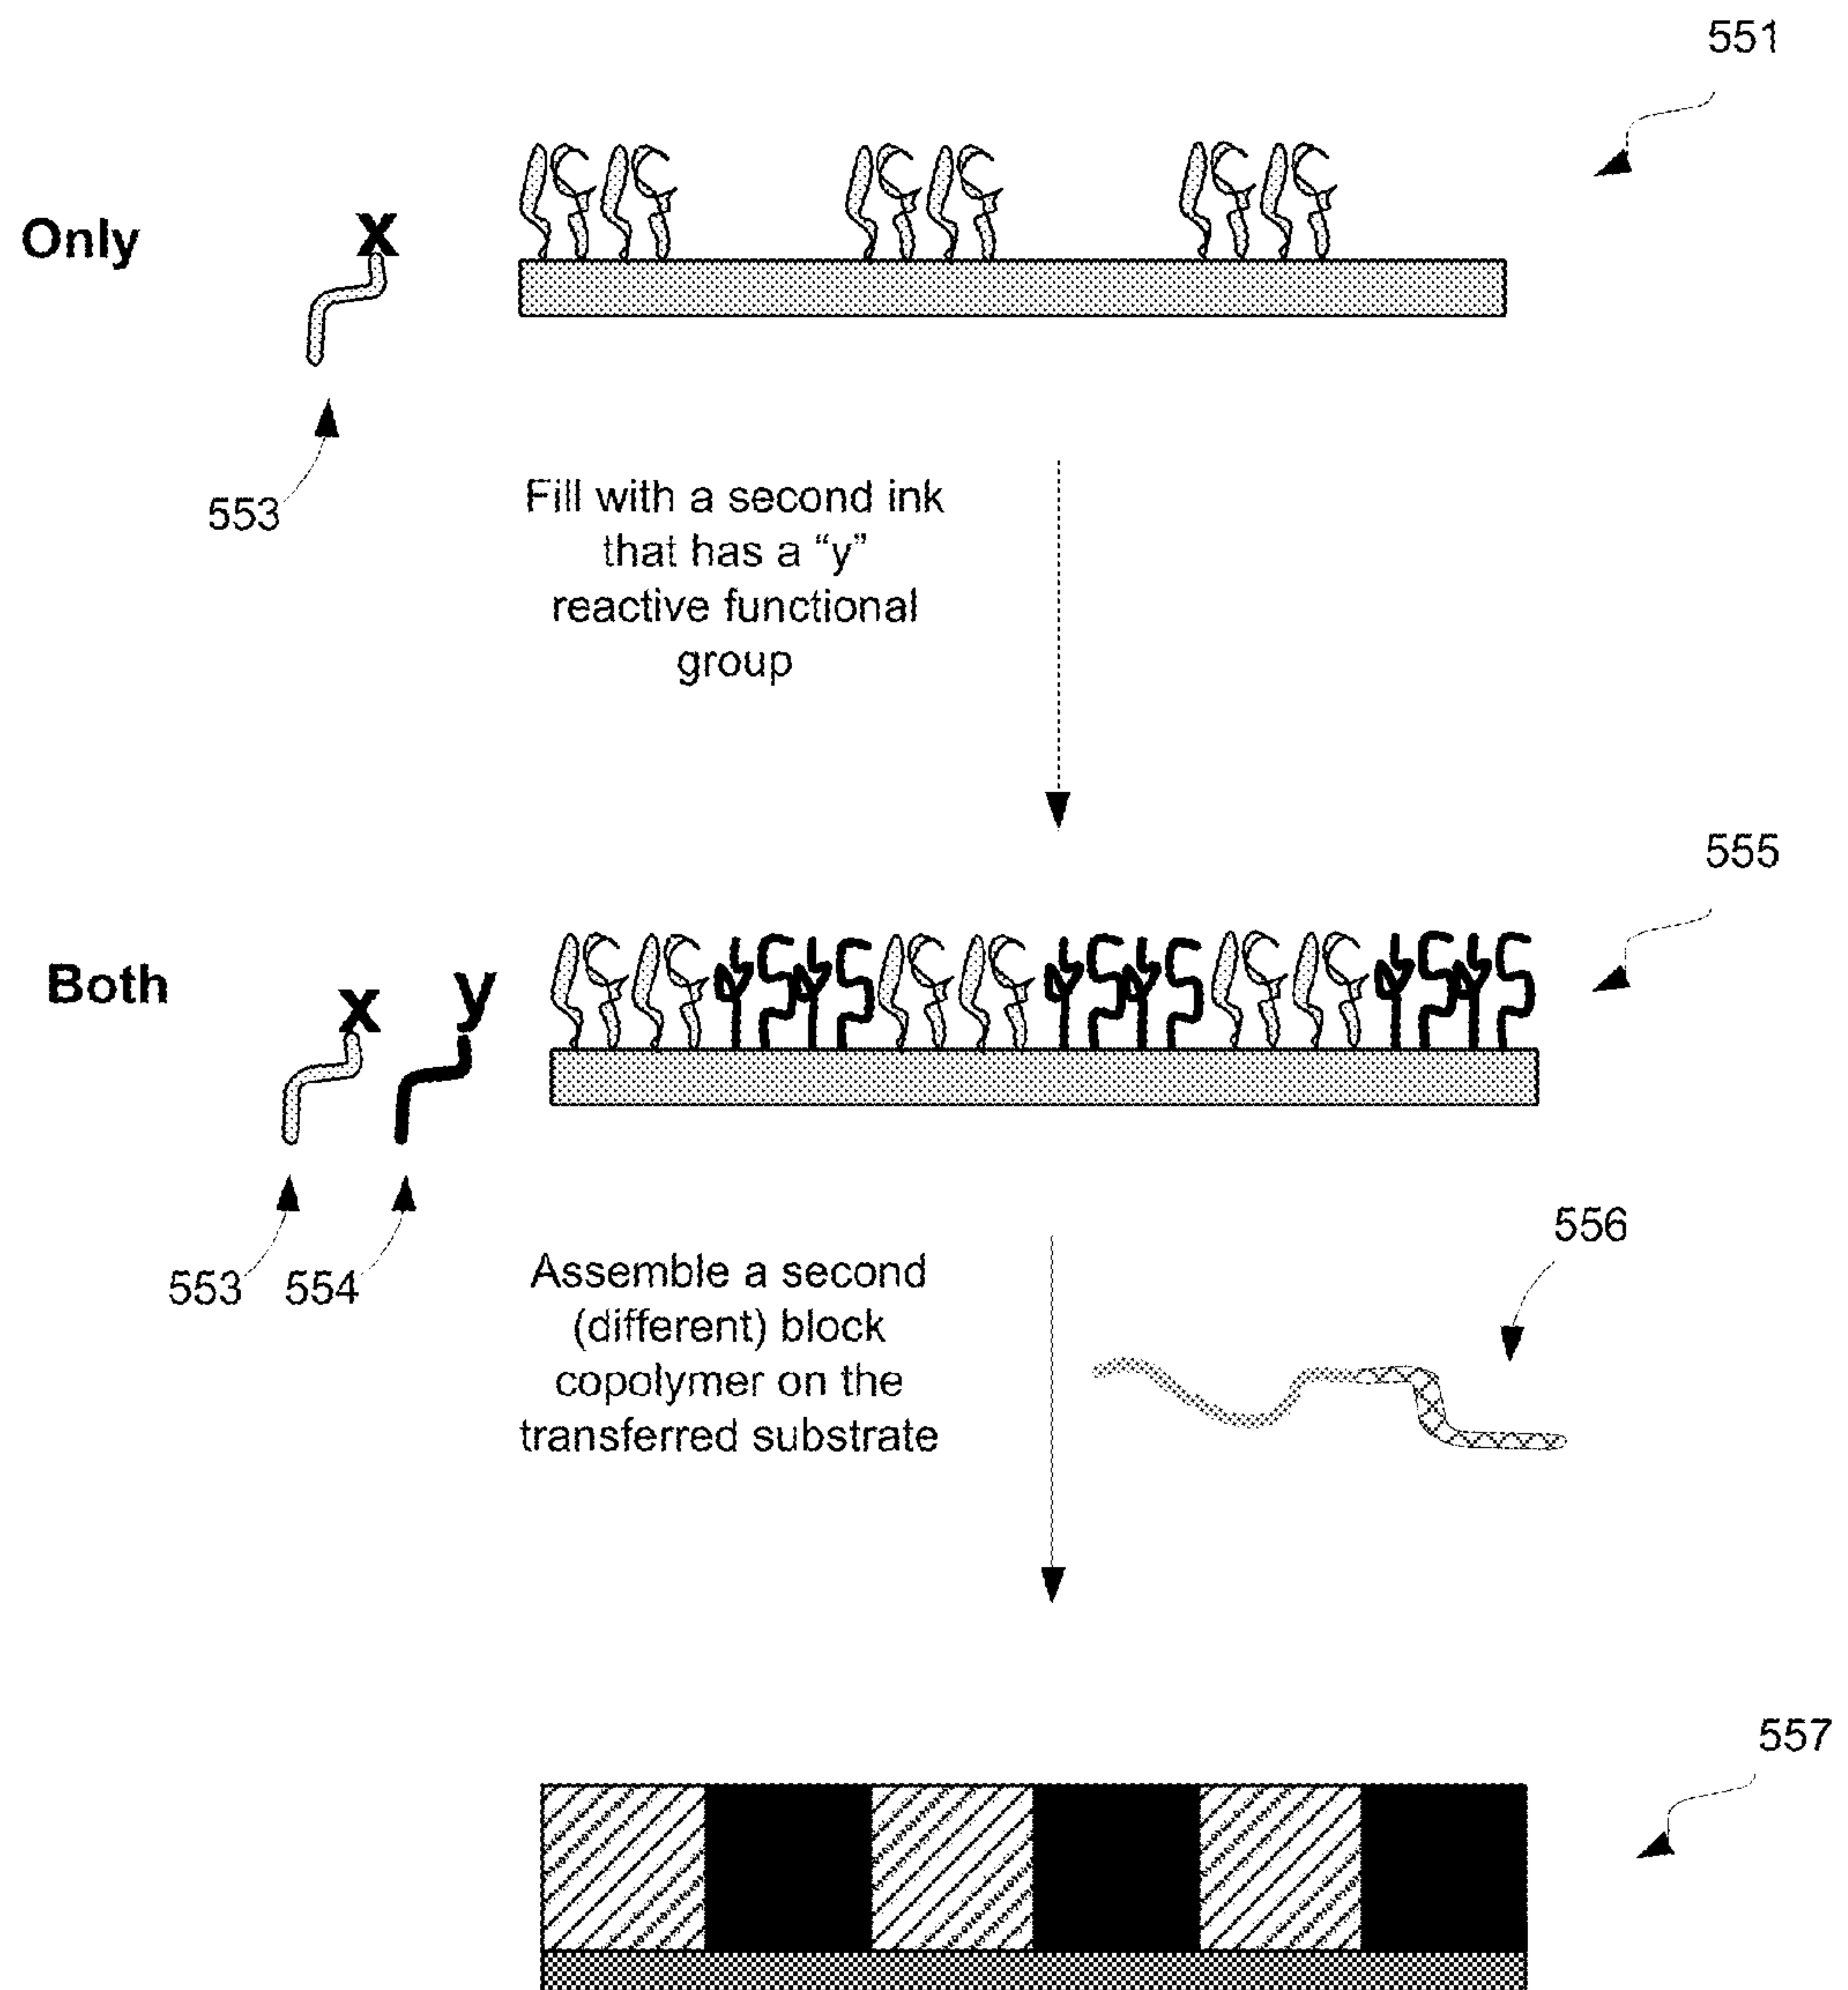 551
Only
x
553
Fill with a second ink
that has a “y”
reactive functional
group
555
Both
x
y
553
554
556
Assemble a second
(different) block
copolymer on the
transferred substrate
557